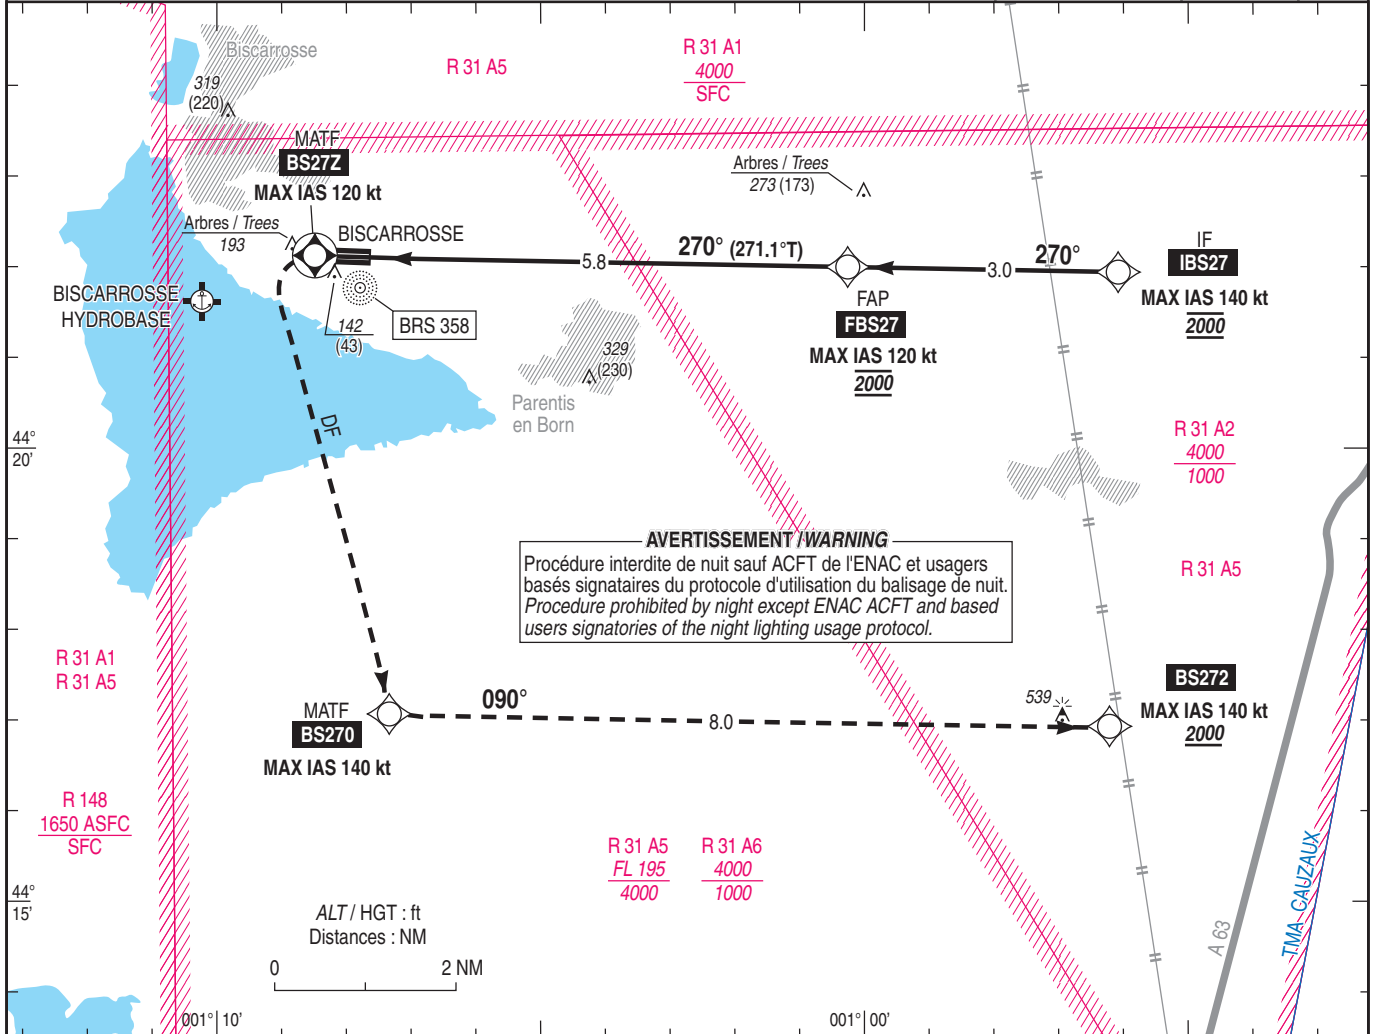 Biscarrosse
R 31 A5
R 31 A1
4000
SFC
319
(220)
MATF
BS27Z
MAX IAS 120 kt
Arbres / Trees
273 (173)
Arbres / Trees
193
BISCARROSSE
270° (271.1°T)
5.8
3.0
270°
IF
IBS27
MAX IAS 140 kt
2000
BISCARROSSE
HYDROBASE
142
(43)
BRS 358
FAP
FBS27
MAX IAS 120 kt
2000
329
(230)
Parentis
en Born
DF
44°
20'
R 31 A2
4000
1000
AVERTISSEMENT / WARNING
Procédure interdite de nuit sauf ACFT de l'ENAC et usagers
basés signataires du protocole d'utilisation du balisage de nuit.
Procedure prohibited by night except ENAC ACFT and based
users signatories of the night lighting usage protocol.
R 31 A5
R 31 A1
R 31 A5
MATF
BS270
MAX IAS 140 kt
090°
8.0
539
BS272
MAX IAS 140 kt
2000
R 148
1650 ASFC
SFC
R 31 A5
FL 195
4000
R 31 A6
4000
1000
44°
15'
ALT / HGT : ft
Distances : NM
0
2 NM
A 63
TMA CAUZAUX
001° 10'
001° 00'